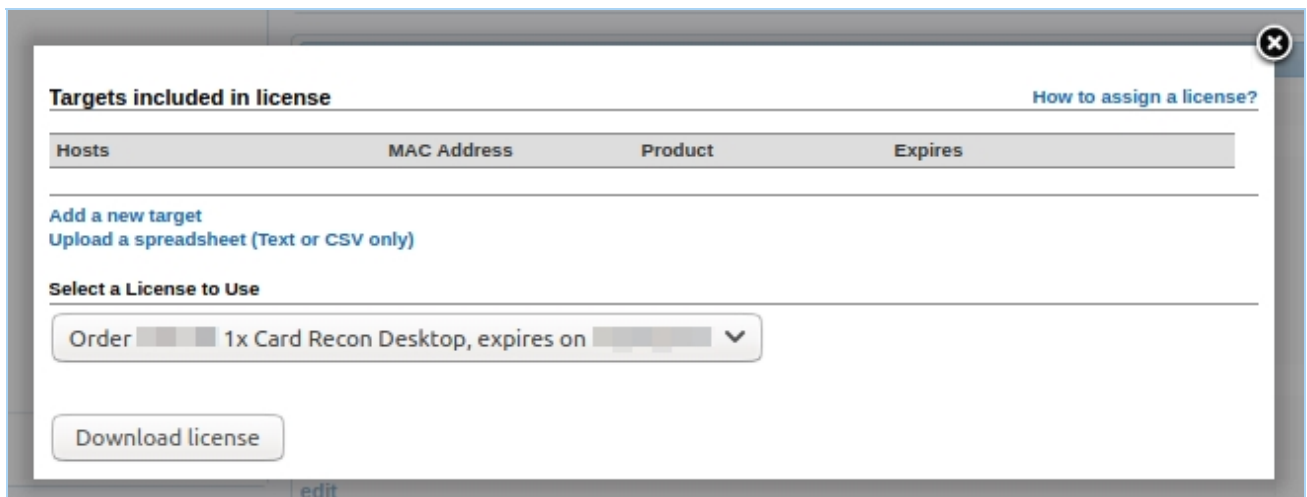 Targets included in license How to assign a license?
Hosts MAC Address Product Expires
Add a new target
Upload a spreadsheet (Text or CSV only)
Select a License to Use
Order 1x Card Recon Desktop, expires on
Download license
edit